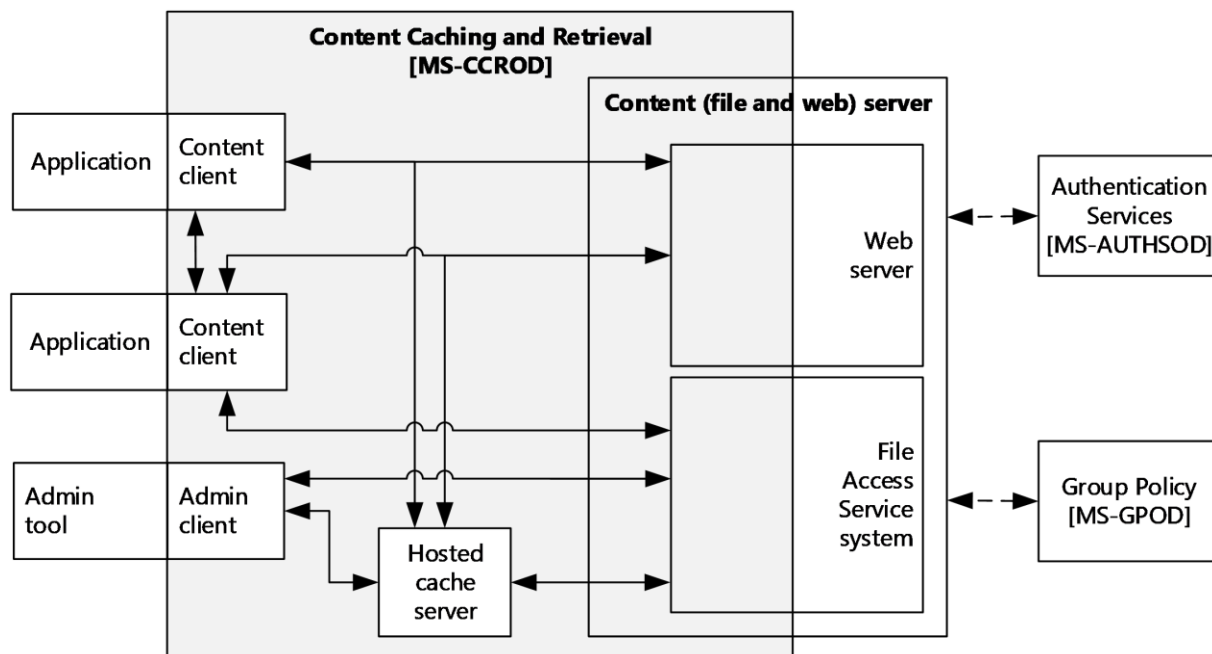 Content Caching and Retrieval
[MS-CCROD]
Content (file and web) server
Application
Content
client
Web
server
Authentication
Services
[MS-AUTHSOD]
Application
Content
client
File
Access
Service
system
Group Policy
[MS-GPOD]
Admin
tool
Admin
client
Hosted
cache
server